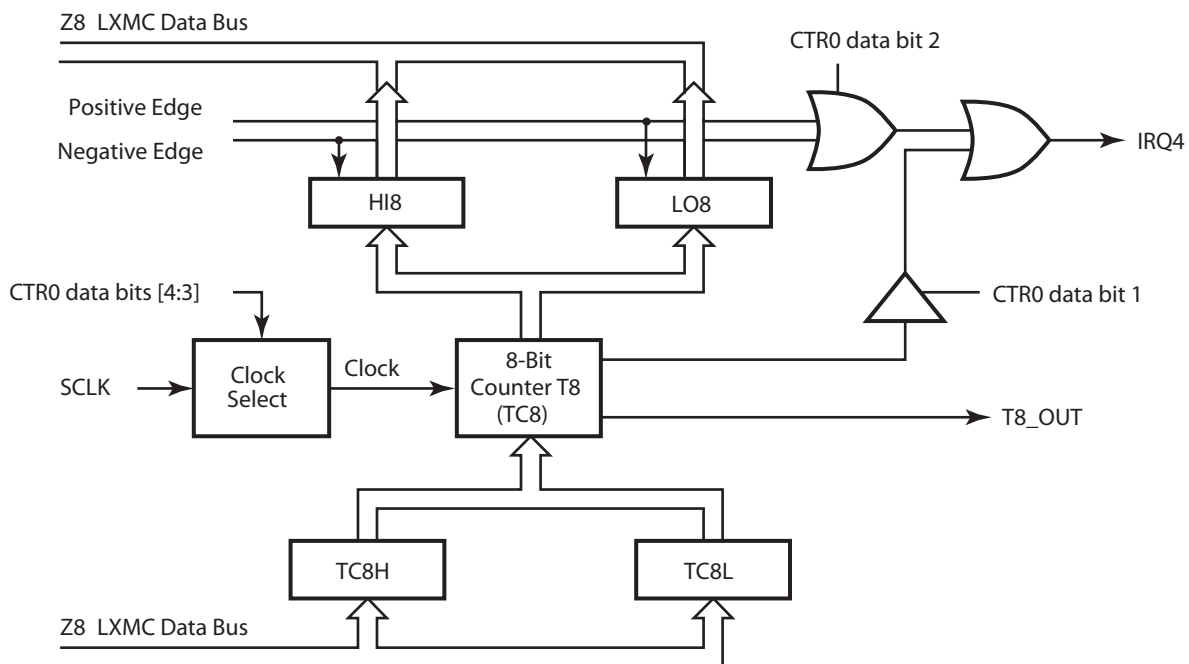 Z8 LXMC Data Bus
CTR0 data bit 2
Positive Edge
Negative Edge
IRQ4
HI8
LO8
CTR0 data bits [4:3]
CTR0 data bit 1
SCLK
Clock
Select
Clock
8-Bit
Counter T8
(TC8)
T8_OUT
TC8H
TC8L
Z8 LXMC Data Bus